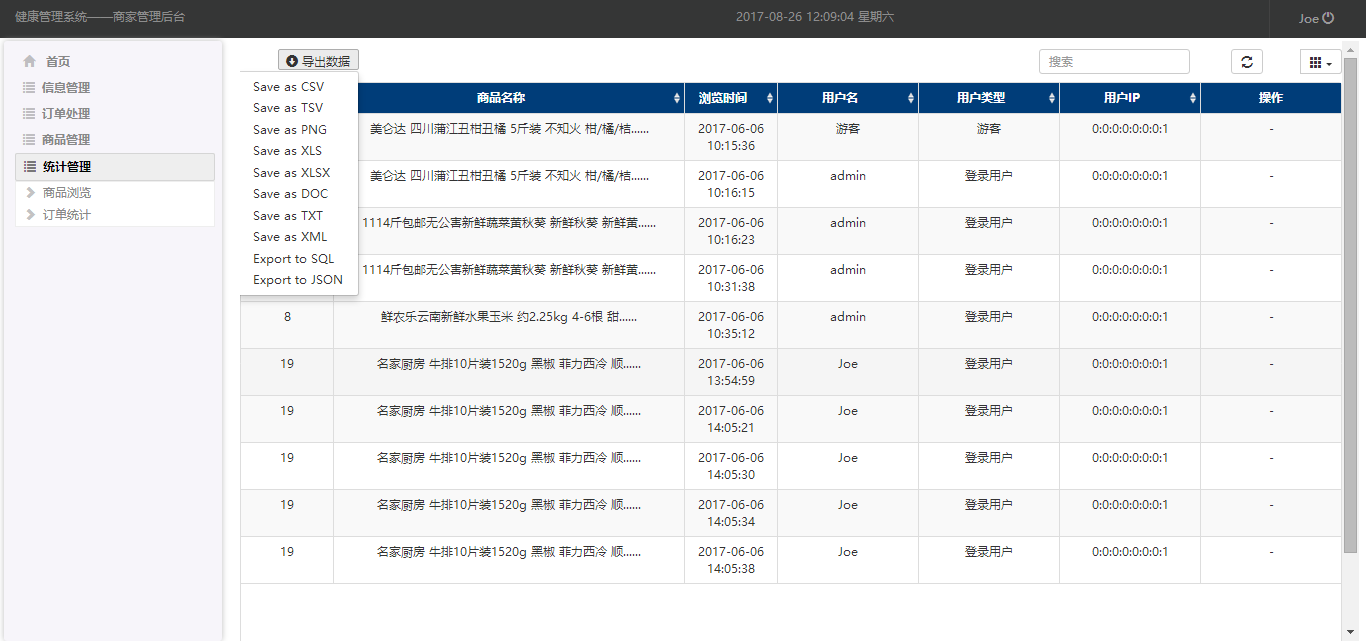 健康管理系统——商家管理后台
2017-08-26 12:09:04 星期六
Joe
首页
信息管理
订单处理
商品管理
统计管理
商品浏览
订单统计
导出数据
搜索
Save as CSV
Save as TSV
Save as PNG
Save as XLS
Save as XLSX
Save as DOC
Save as TXT
Save as XML
Export to SQL
Export to JSON
商品名称 浏览时间 用户名 用户类型 用户IP 操作
美仑达 四川蒲江丑柑丑橘 5斤装 不知火 柑/橘/桔...... 2017-06-06 10:15:36 游客 游客 0:0:0:0:0:0:0:1 -
美仑达 四川蒲江丑柑丑橘 5斤装 不知火 柑/橘/桔...... 2017-06-06 10:16:15 admin 登录用户 0:0:0:0:0:0:0:1 -
1114斤包邮无公害新鲜蔬菜黄秋葵 新鲜秋葵 新鲜黄...... 2017-06-06 10:16:23 admin 登录用户 0:0:0:0:0:0:0:1 -
1114斤包邮无公害新鲜蔬菜黄秋葵 新鲜秋葵 新鲜黄...... 2017-06-06 10:31:38 admin 登录用户 0:0:0:0:0:0:0:1 -
8 鲜农乐云南新鲜水果玉米 约2.25kg 4-6根 甜...... 2017-06-06 10:35:12 admin 登录用户 0:0:0:0:0:0:0:1 -
19 名家厨房 牛排10片装1520g 黑椒 菲力西冷 顺...... 2017-06-06 13:54:59 Joe 登录用户 0:0:0:0:0:0:0:1 -
19 名家厨房 牛排10片装1520g 黑椒 菲力西冷 顺...... 2017-06-06 14:05:21 Joe 登录用户 0:0:0:0:0:0:0:1 -
19 名家厨房 牛排10片装1520g 黑椒 菲力西冷 顺...... 2017-06-06 14:05:30 Joe 登录用户 0:0:0:0:0:0:0:1 -
19 名家厨房 牛排10片装1520g 黑椒 菲力西冷 顺...... 2017-06-06 14:05:34 Joe 登录用户 0:0:0:0:0:0:0:1 -
19 名家厨房 牛排10片装1520g 黑椒 菲力西冷 顺...... 2017-06-06 14:05:38 Joe 登录用户 0:0:0:0:0:0:0:1 -